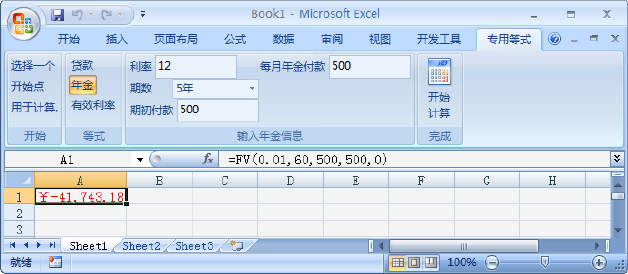 Book1 - Microsoft Excel
开始 插入 页面布局 公式 数据 审阅 视图 开发工具 专用等式
选择一个 贷款 利率 12 每月年金付款 500
开始点 年金 期数 5年 开始
用于计算. 有效利率 期初付款 500 计算
开始 等式 输入年金信息 完成
A1 fx =FV(0.01,60,500,500,0)
A B C D E F G H
1 ¥-41,743.18
2
3
Sheet1 Sheet2 Sheet3
就绪 100%